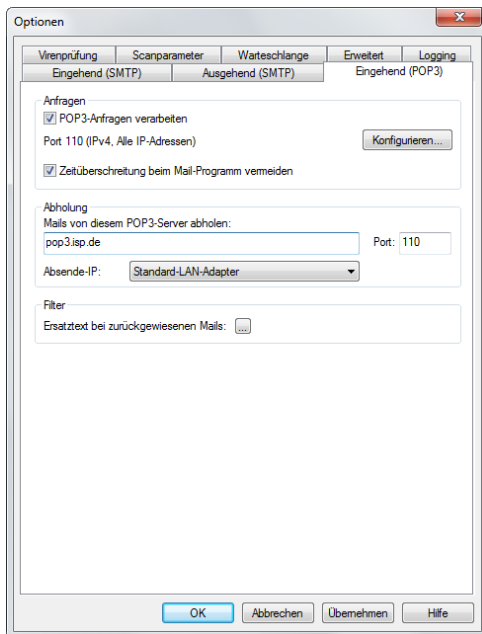 Optionen
x
Virenprüfung Scanparameter Warteschlange Erweitert Logging
Eingehend (SMTP) Ausgehend (SMTP) Eingehend (POP3)
Anfragen
POP3-Anfragen verarbeiten
Port 110 (IPv4, Alle IP-Adressen) Konfigurieren...
Zeitüberschreitung beim Mail-Programm vermeiden
Abholung
Mails von diesem POP3-Server abholen:
pop3.isp.de Port: 110
Absende-IP: Standard-LAN-Adapter
Filter
Ersatztext bei zurückgewiesenen Mails: ...
OK Abbrechen Übernehmen Hilfe